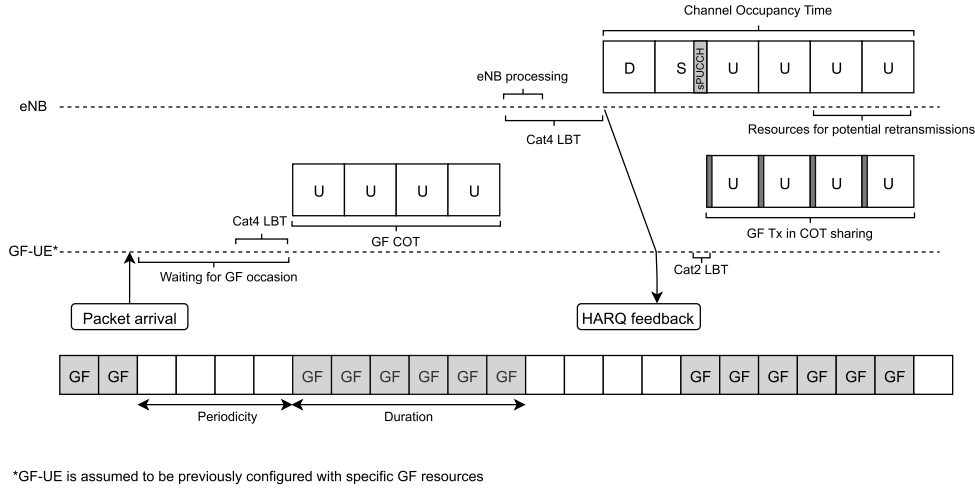 Channel Occupancy Time
D S sPUCCH U U U U
eNB processing
eNB
Cat4 LBT
Resources for potential retransmissions
U U U U
U U U U
Cat4 LBT
GF COT
GF Tx in COT sharing
GF-UE*
Waiting for GF occasion
Cat2 LBT
Packet arrival
HARQ feedback
GF GF GF GF GF GF GF GF GF GF GF GF GF GF
Periodicity
Duration
*GF-UE is assumed to be previously configured with specific GF resources